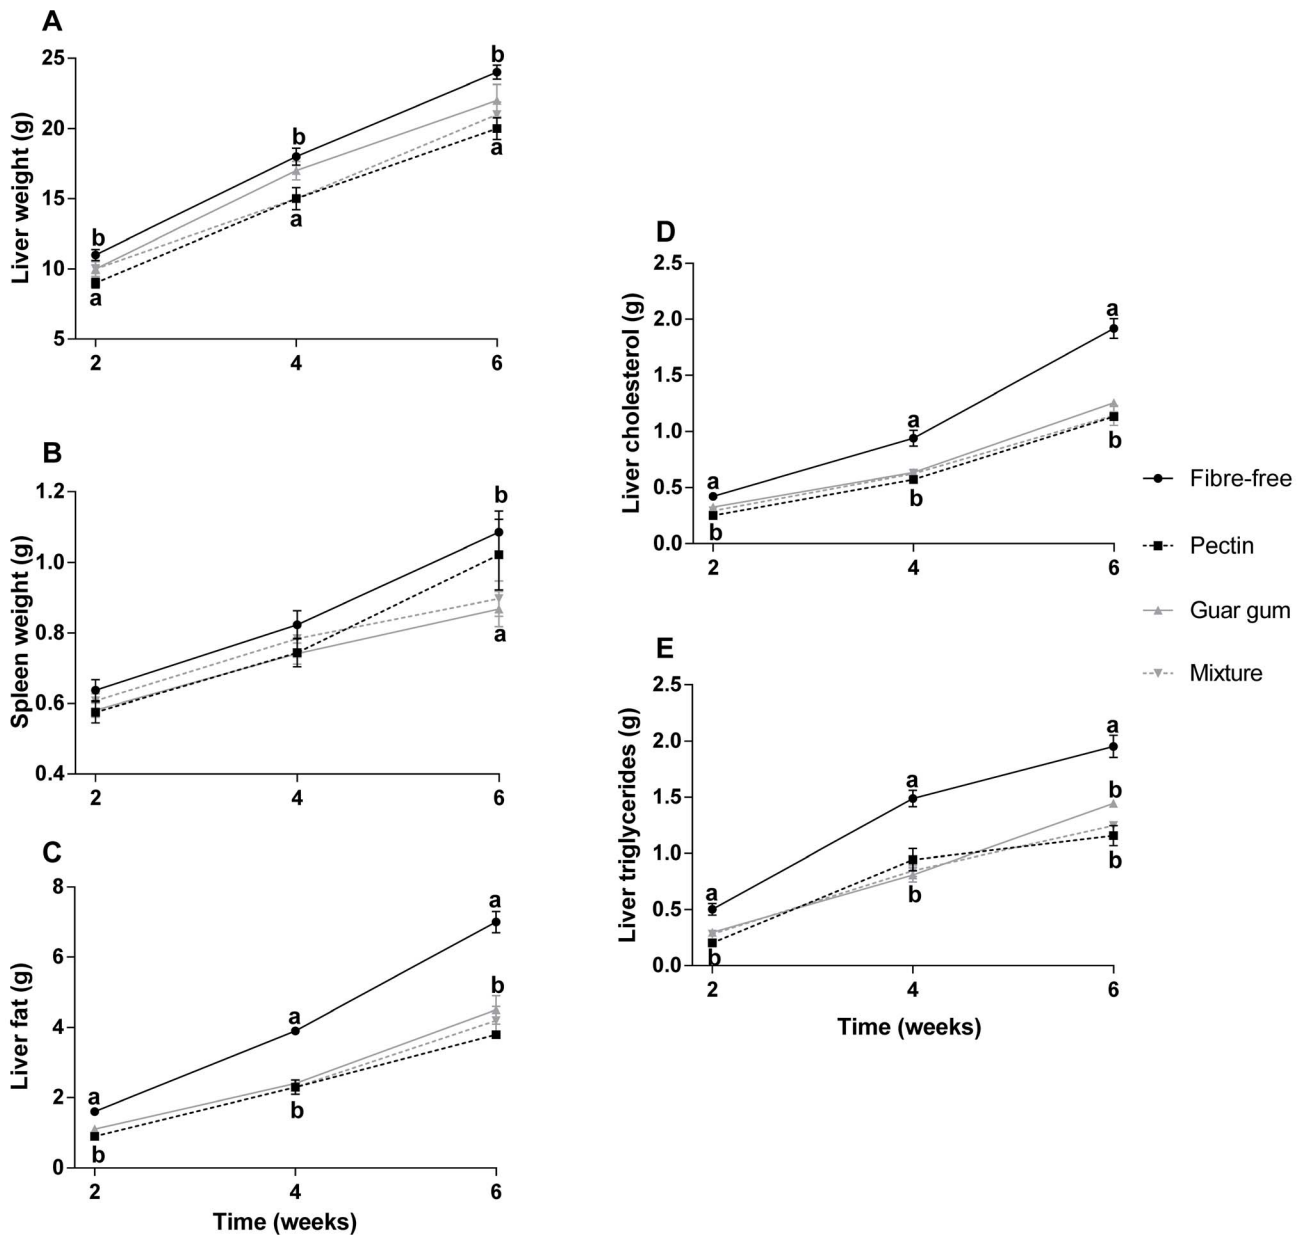 A
25
20
15
10
5
Liver weight (g)
b
b
b
a
a
a
2
4
6
B
1.2
1.0
0.8
0.6
0.4
Spleen weight (g)
b
a
2
4
6
C
8
6
4
2
0
Liver fat (g)
a
a
a
b
b
b
2
4
6
Time (weeks)
D
2.5
2.0
1.5
1.0
0.5
0.0
Liver cholesterol (g)
a
a
a
b
b
b
2
4
6
E
2.5
2.0
1.5
1.0
0.5
0.0
Liver triglycerides (g)
a
a
a
b
b
b
b
2
4
6
Time (weeks)
Fibre-free
Pectin
Guar gum
Mixture